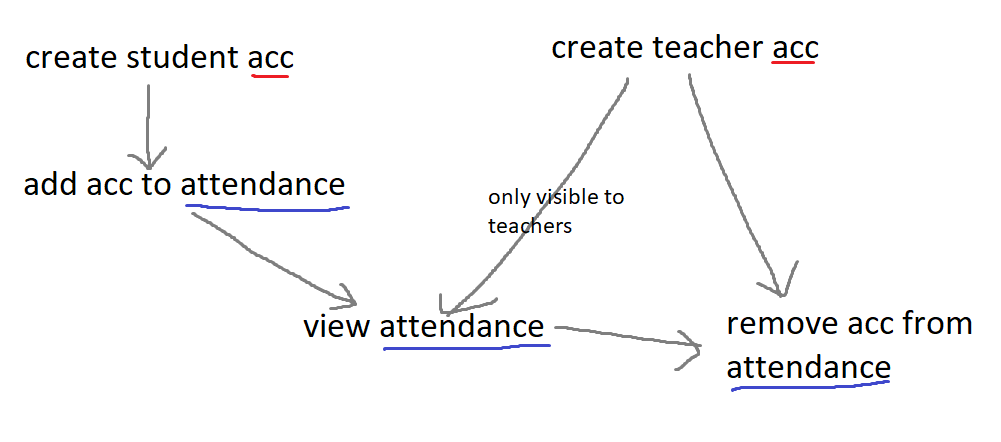 create student acc
create teacher acc
add acc to attendance
only visible to
teachers
view attendance
remove acc from
attendance